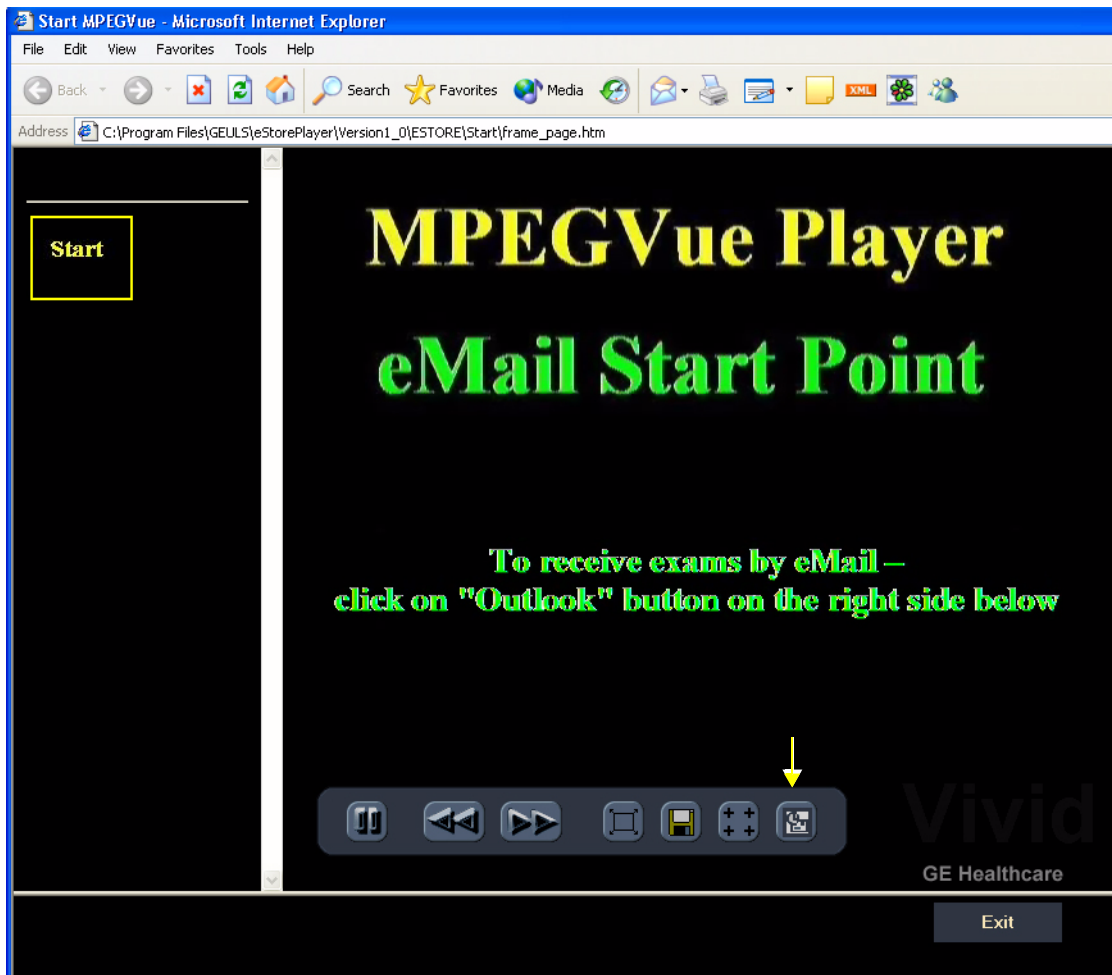 Start MPEGVue - Microsoft Internet Explorer
File Edit View Favorites Tools Help
Back Search Favorites Media XML
Address C:\Program Files\GEULS\eStorePlayer\Version1_0\ESTORE\Start\frame_page.htm
Start
MPEGVue Player
eMail Start Point
To receive exams by eMail –
click on "Outlook" button on the right side below
Vivid
GE Healthcare
Exit